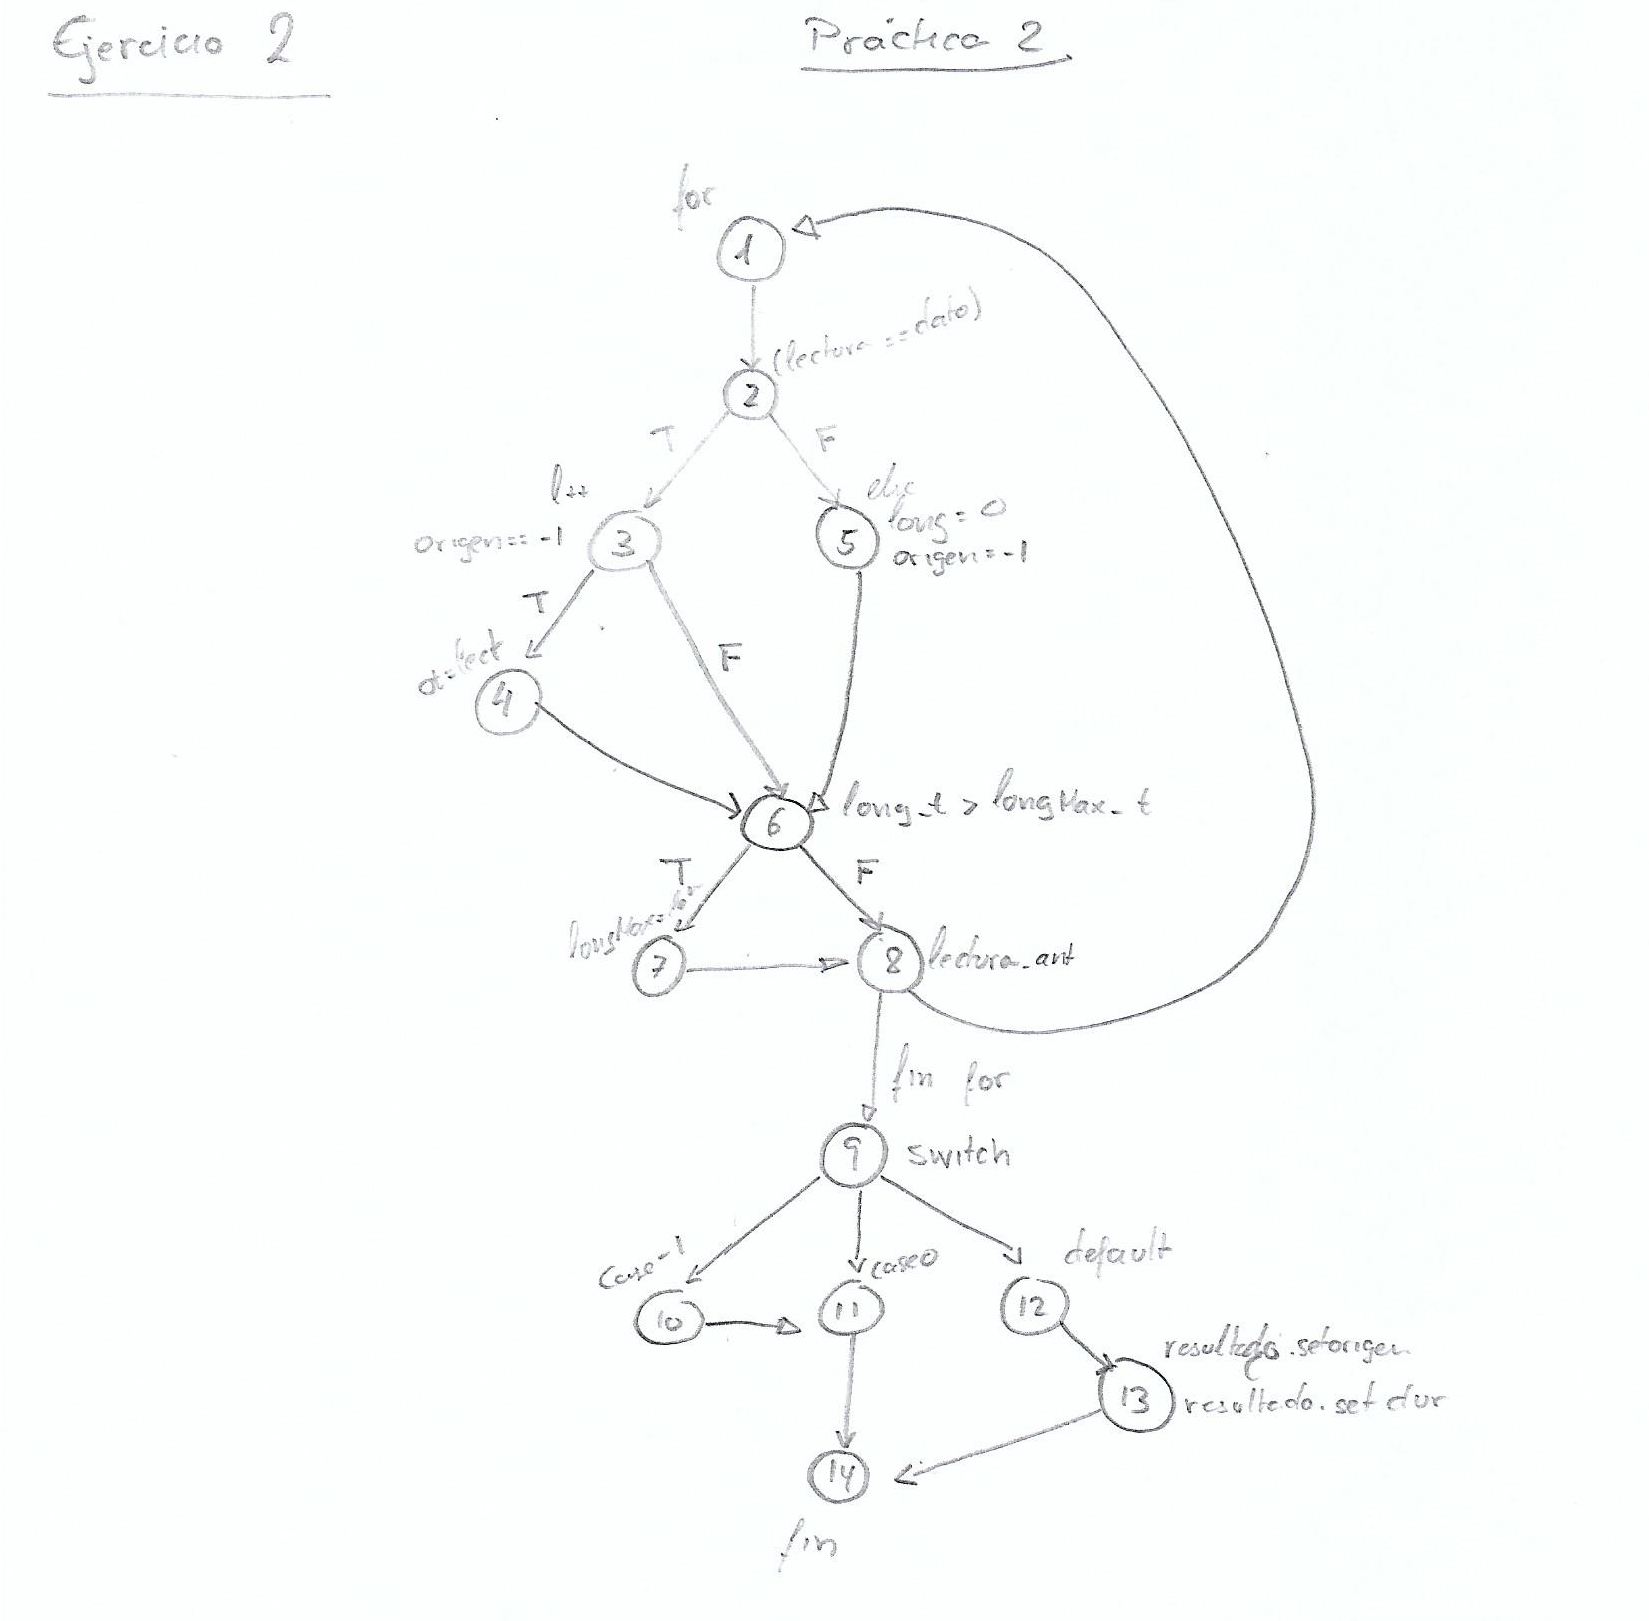 Ejercicio 2
Práctica 2
for
1
(lectura == dato)
2
T
F
l++
origen == -1
3
else
long = 0
origen = -1
5
T
F
4
long_t > longMax_t
6
T
F
7
8
lectura_ant
fin for
9
switch
case -1
case 0
default
10
11
12
resultado.setorigen
resultado.set dur
13
14
fin